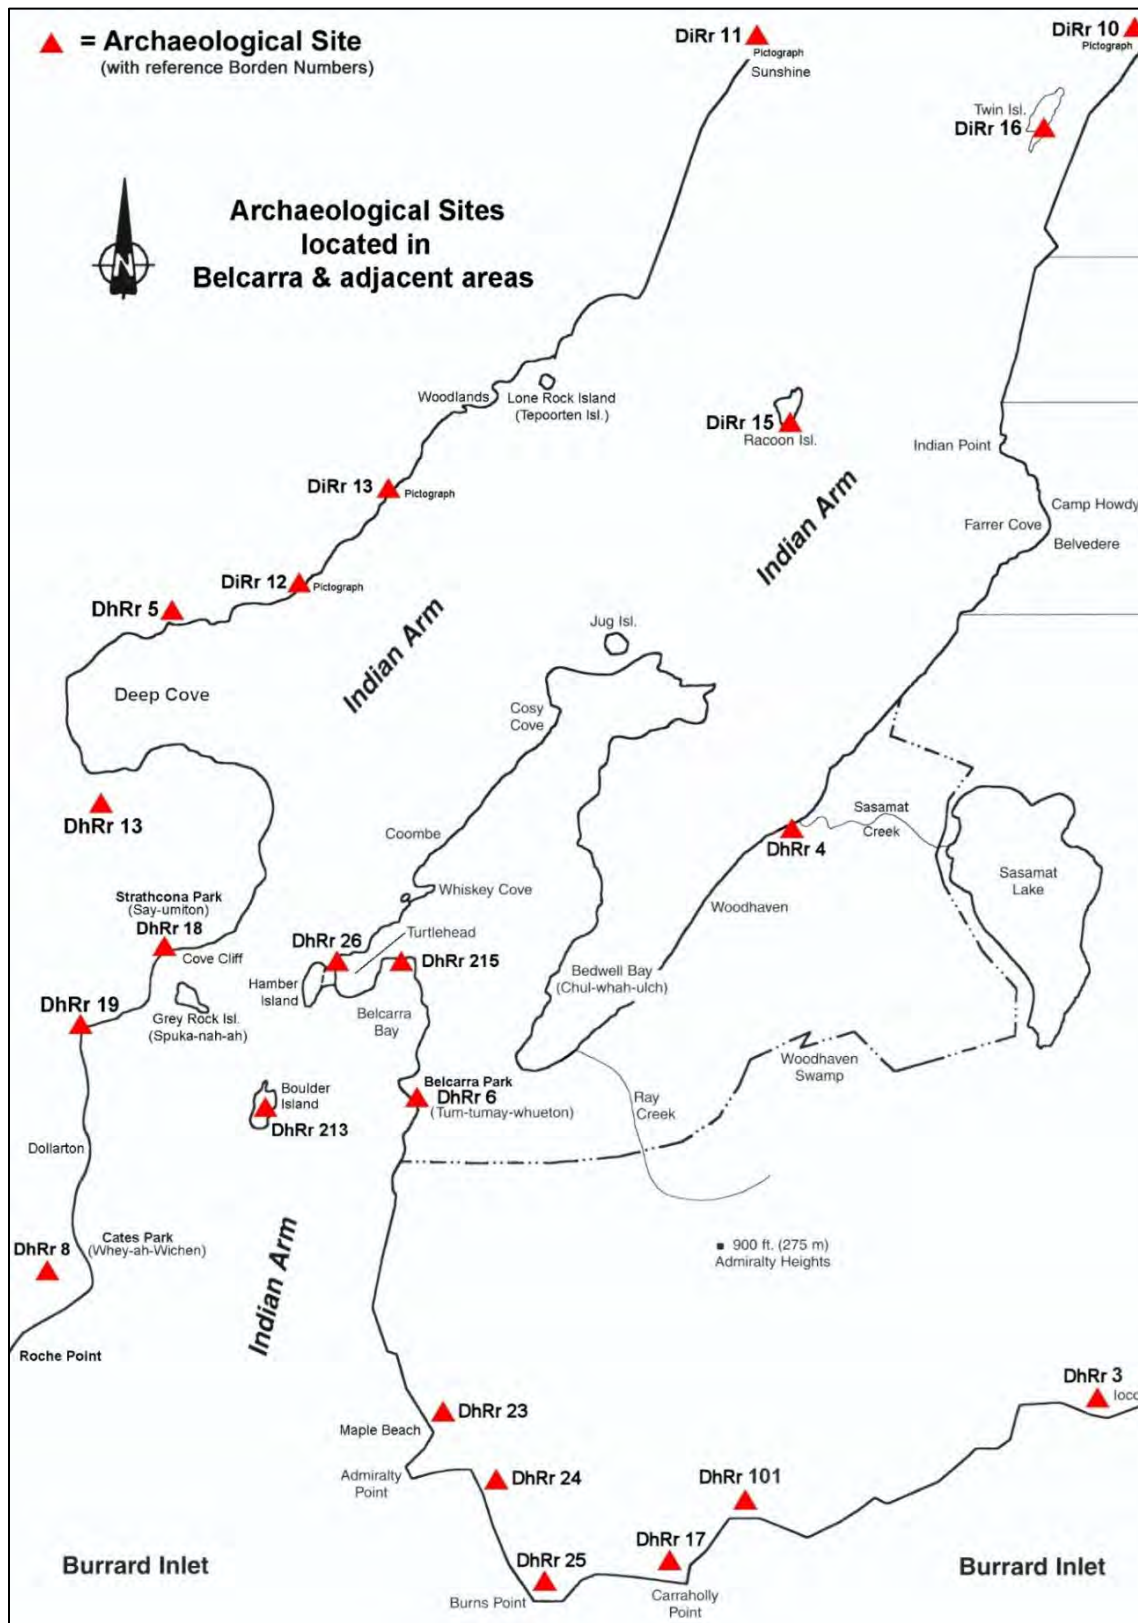 = Archaeological Site
(with reference Borden Numbers)
DiRr 11
Pictograph
Sunshine
DiRr 10
Pictograph
Twin Isl.
DiRr 16
Archaeological Sites
located in
Belcarra & adjacent areas
N
Woodlands
Lone Rock Island
(Tepoorten Isl.)
DiRr 15
Racoon Isl.
Indian Point
DiRr 13
Pictograph
Indian Arm
Camp Howdy
Farrer Cove
Belvedere
DiRr 12
Pictograph
DhRr 5
Indian Arm
Jug Isl.
Deep Cove
Cosy
Cove
DhRr 13
Coombe
DhRr 4
Sasamat
Creek
Sasamat
Lake
Whiskey Cove
Woodhaven
Strathcona Park
(Say-umiton)
DhRr 18
Cove Cliff
Turtlehead
DhRr 26
DhRr 215
Hamber
Island
Bedwell Bay
(Chul-whah-ulch)
DhRr 19
Grey Rock Isl.
(Spuka-nah-ah)
Belcarra
Bay
Woodhaven
Swamp
Boulder
Island
DhRr 213
Belcarra Park
DhRr 6
(Tum-tumay-whueton)
Ray
Creek
Dollarton
Cates Park
(Whey-ah-Wichen)
DhRr 8
900 ft. (275 m)
Admiralty Heights
Indian Arm
Roche Point
DhRr 3
Ioco
DhRr 23
Maple Beach
Admiralty
Point
DhRr 24
DhRr 101
DhRr 17
DhRr 25
Burrard Inlet
Burns Point
Carraholly
Point
Burrard Inlet